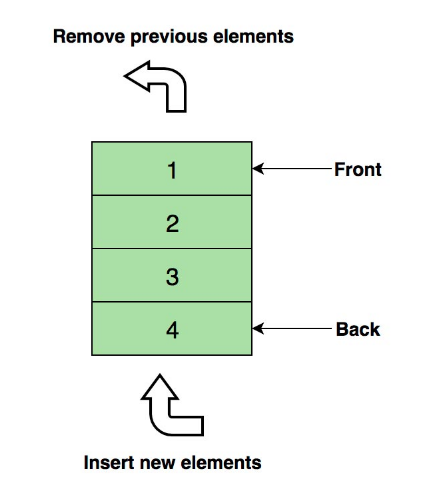 Remove previous elements
1
Front
2
3
4
Back
Insert new elements